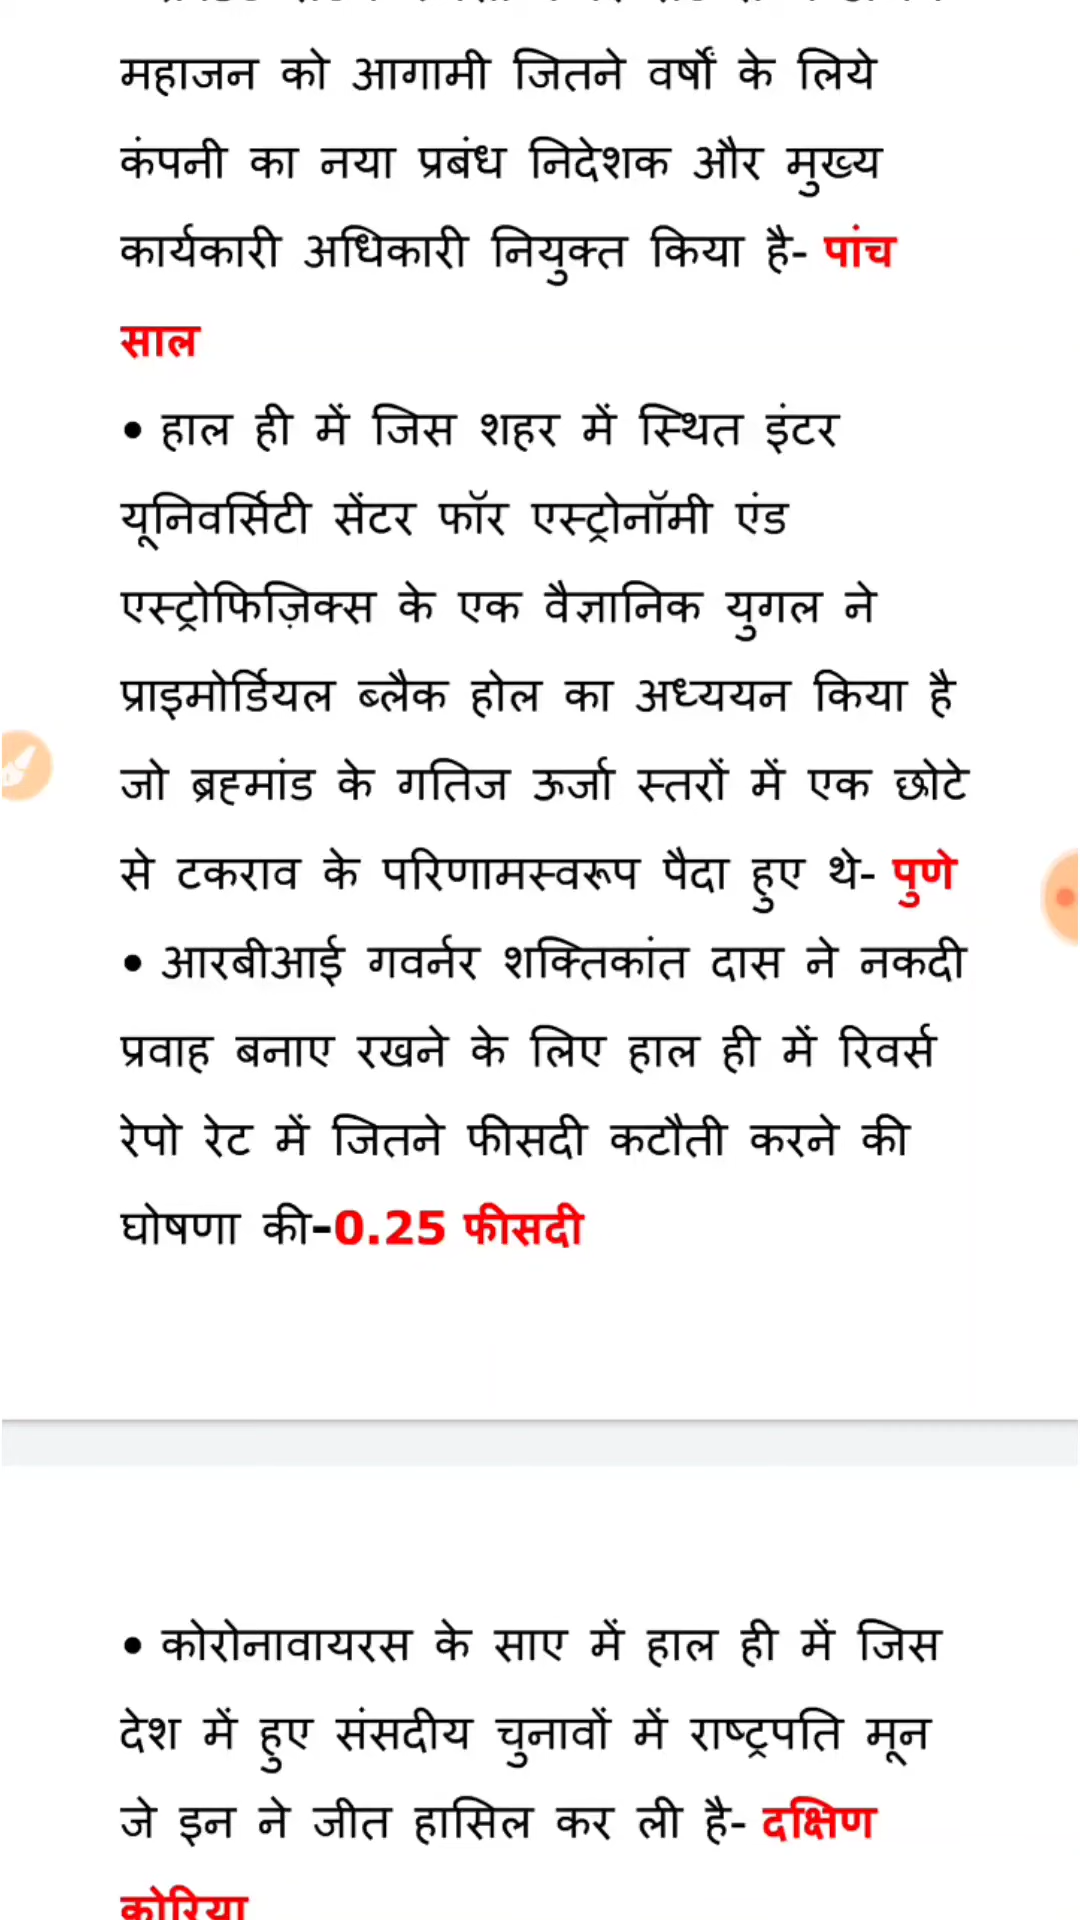 महाजन को आगामी जितने वर्षों के लिये
कंपनी का नया प्रबंध निदेशक और मुख्य
कार्यकारी अधिकारी नियुक्त किया है- पांच
साल
• हाल ही में जिस शहर में स्थित इंटर
यूनिवर्सिटी सेंटर फॉर एस्ट्रोनॉमी एंड
एस्ट्रोफिज़िक्स के एक वैज्ञानिक युगल ने
प्राइमोर्डियल ब्लैक होल का अध्ययन किया है
जो ब्रह्मांड के गतिज ऊर्जा स्तरों में एक छोटे
से टकराव के परिणामस्वरूप पैदा हुए थे- पुणे
• आरबीआई गवर्नर शक्तिकांत दास ने नकदी
प्रवाह बनाए रखने के लिए हाल ही में रिवर्स
रेपो रेट में जितने फीसदी कटौती करने की
घोषणा की-0.25 फीसदी
• कोरोनावायरस के साए में हाल ही में जिस
देश में हुए संसदीय चुनावों में राष्ट्रपति मून
जे इन ने जीत हासिल कर ली है- दक्षिण
कोरिया